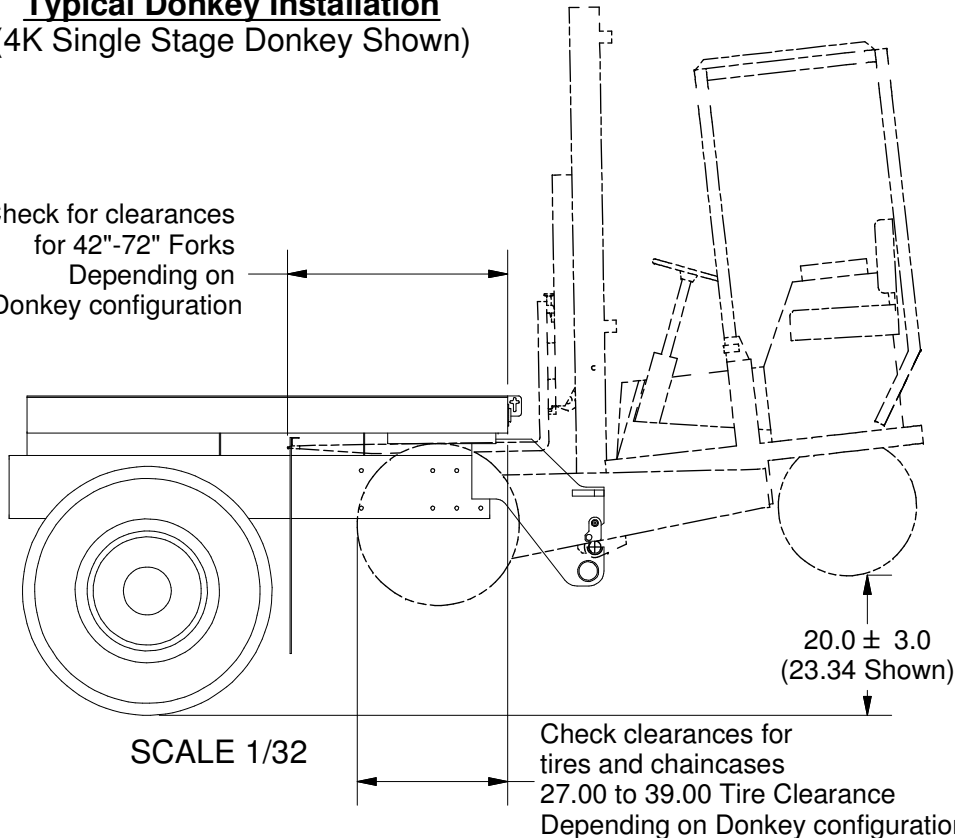 Typical Donkey Installation
(4K Single Stage Donkey Shown)
Check for clearances
for 42"-72" Forks
Depending on
Donkey configuration
20.0 ± 3.0
(23.34 Shown)
SCALE 1/32
Check clearances for
tires and chaincases
27.00 to 39.00 Tire Clearance
Depending on Donkey configuration